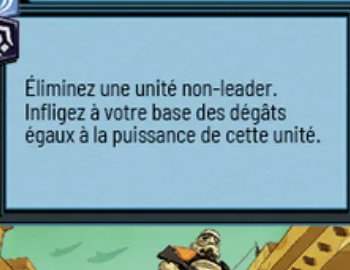 Éliminez une unité non-leader.
Infligez à votre base des dégâts
égaux à la puissance de cette unité.